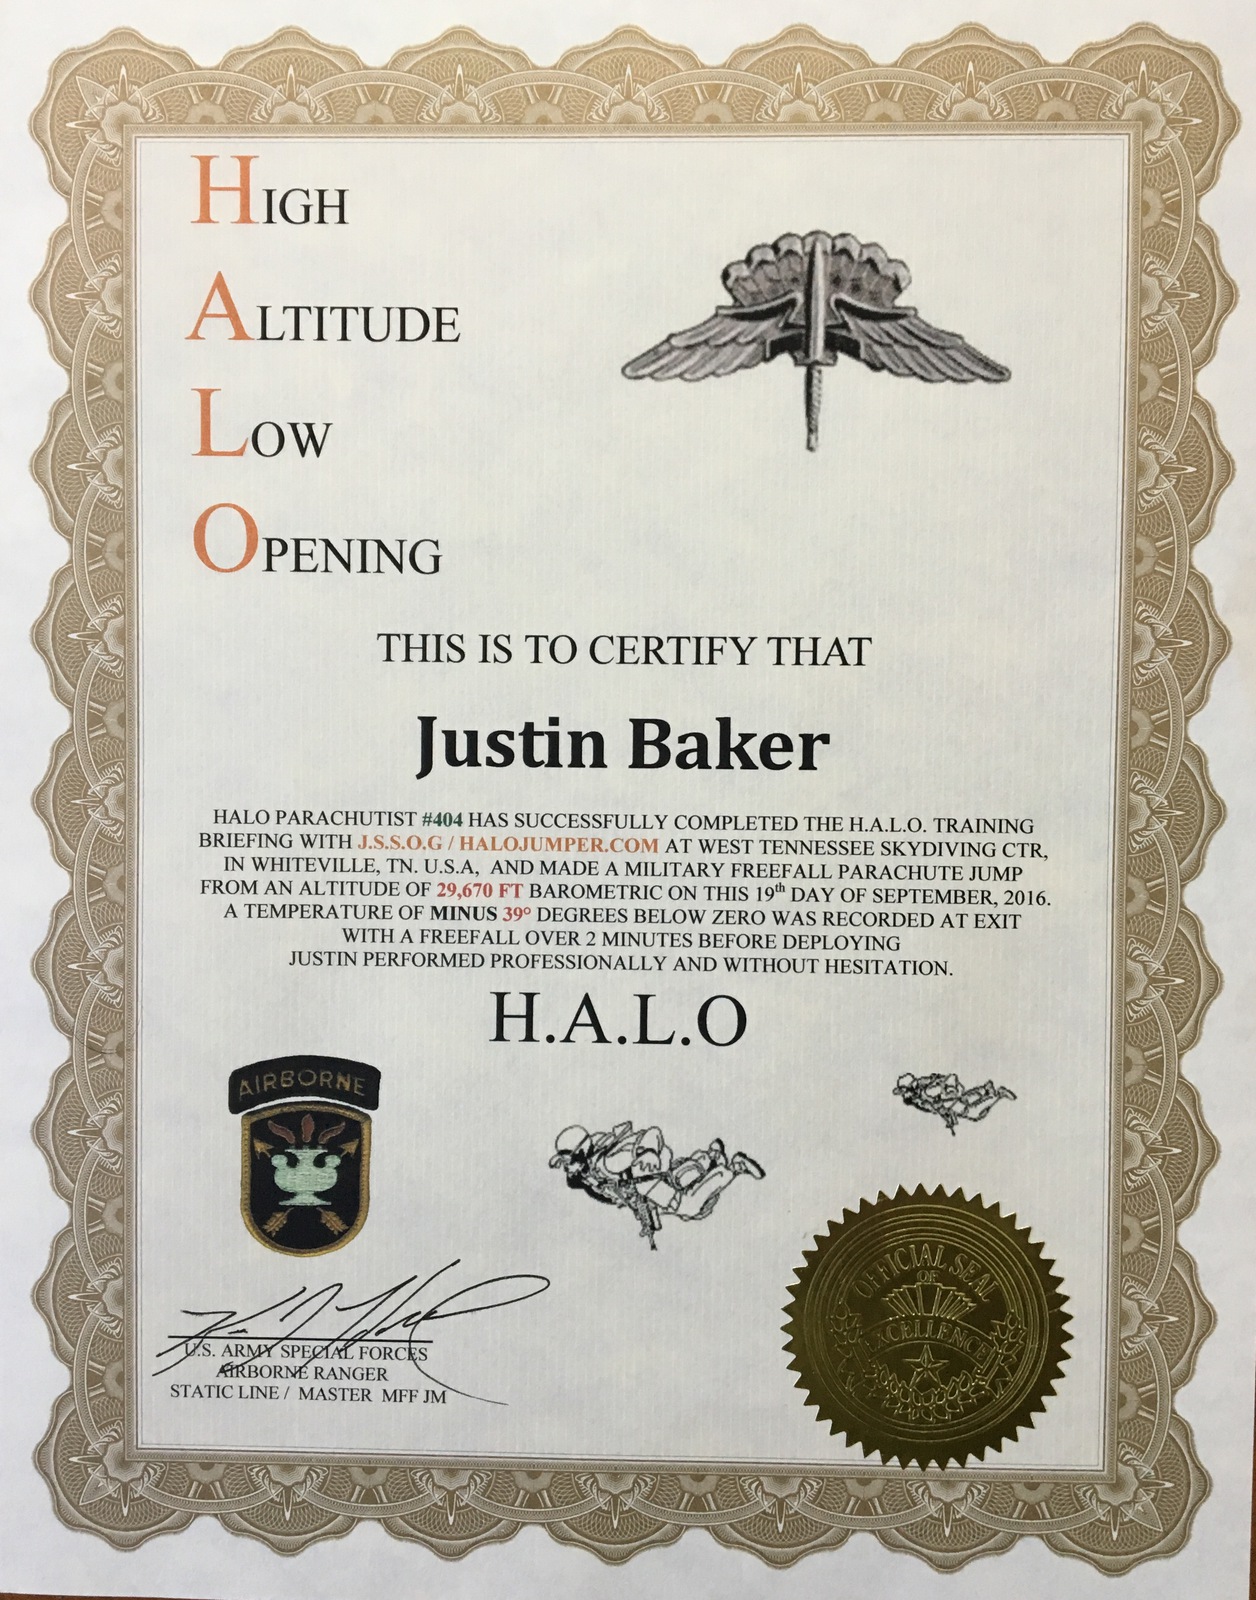 HIGH
ALTITUDE
LOW
OPENING
THIS IS TO CERTIFY THAT
Justin Baker
HALO PARACHUTIST #404 HAS SUCCESSFULLY COMPLETED THE H.A.L.O. TRAINING
BRIEFING WITH J.S.S.O.G / HALOJUMPER.COM AT WEST TENNESSEE SKYDIVING CTR,
IN WHITEVILLE, TN. U.S.A, AND MADE A MILITARY FREEFALL PARACHUTE JUMP
FROM AN ALTITUDE OF 29,670 FT BAROMETRIC ON THIS 19th DAY OF SEPTEMBER, 2016.
A TEMPERATURE OF MINUS 39° DEGREES BELOW ZERO WAS RECORDED AT EXIT
WITH A FREEFALL OVER 2 MINUTES BEFORE DEPLOYING
JUSTIN PERFORMED PROFESSIONALLY AND WITHOUT HESITATION.
H.A.L.O
AIRBORNE
OFFICIAL SEAL
OF
EXCELLENCE
U.S. ARMY SPECIAL FORCES
AIRBORNE RANGER
STATIC LINE / MASTER MFF JM